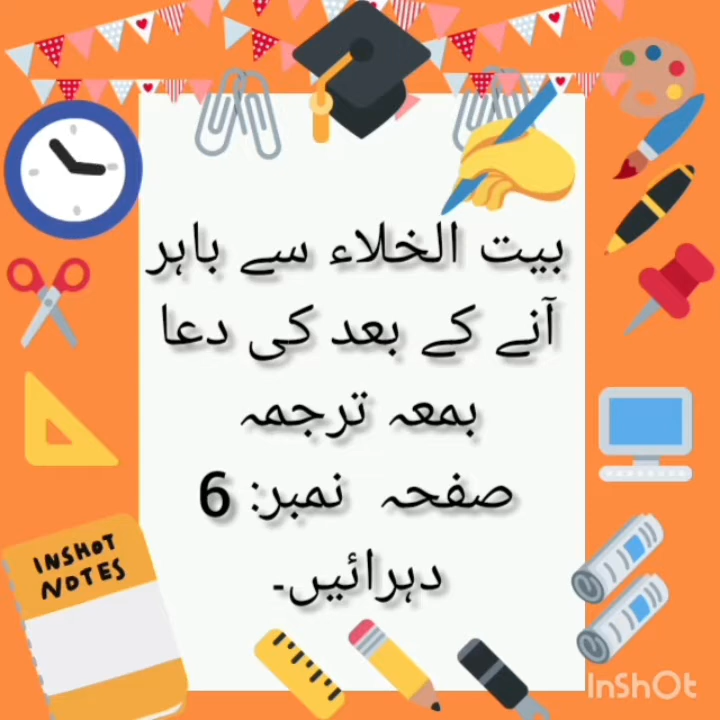 بیت الخلاء سے باہر
آنے کے بعد کی دعا
بمعہ ترجمہ
صفحہ نمبر: 6
دہرائیں۔
INSHOT
NOTES
InShOt